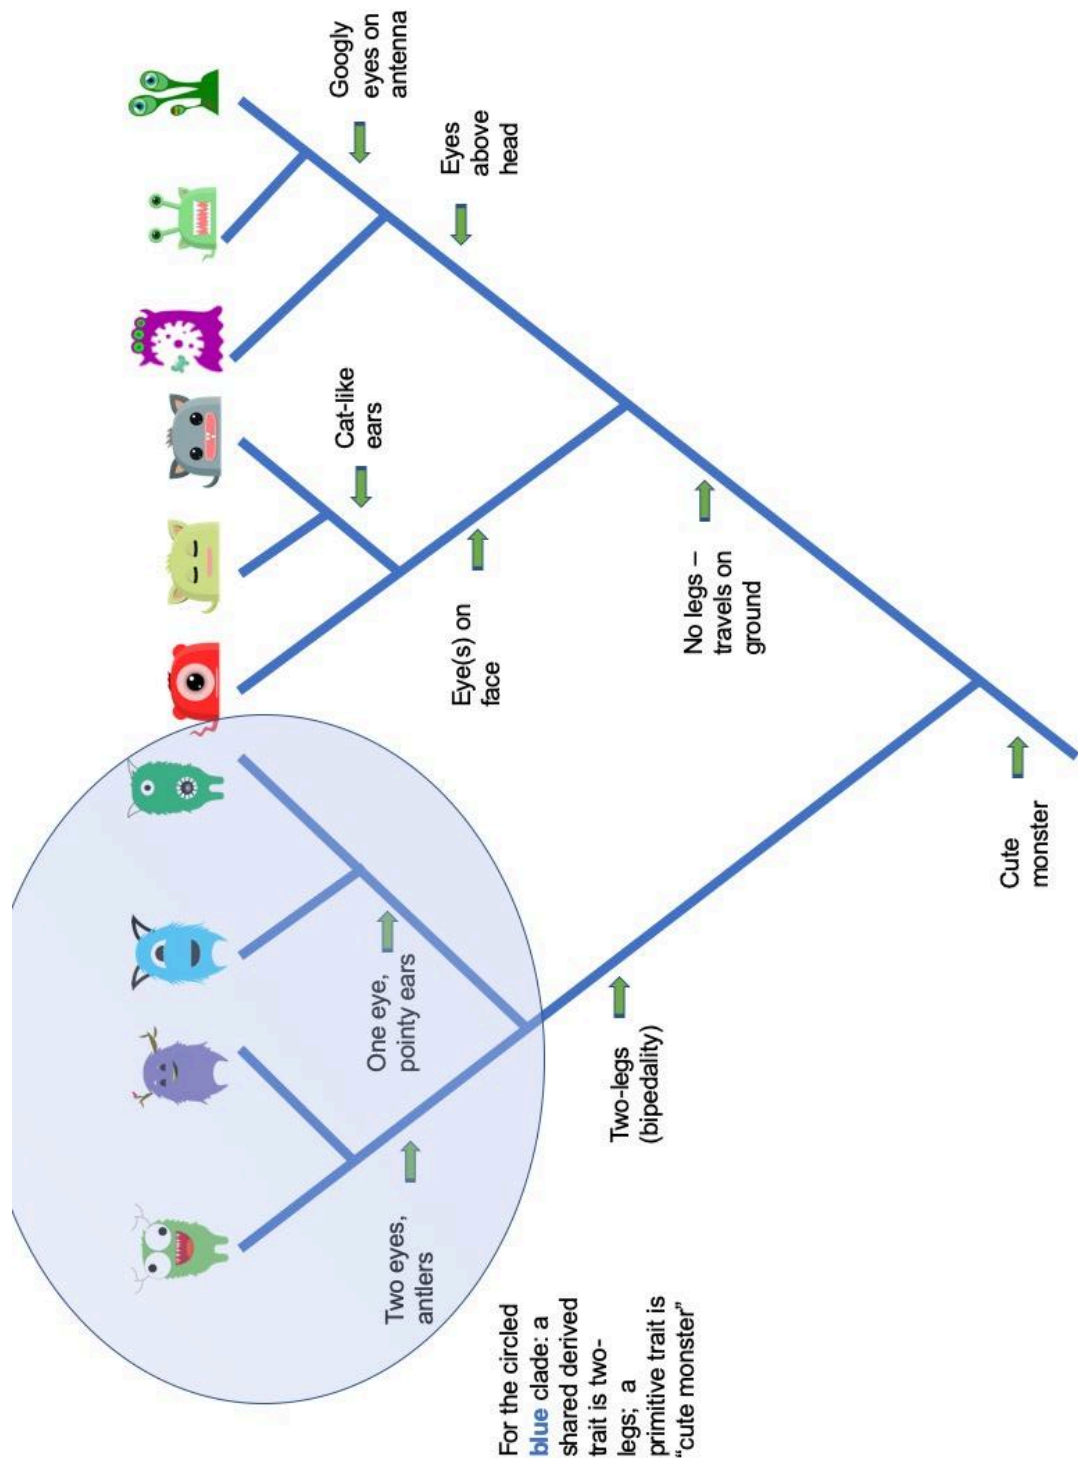 Googly
eyes on
antenna
Eyes
above
head
Cat-like
ears
Eye(s) on
face
No legs –
travels on
ground
One eye,
pointy ears
Two eyes,
antlers
Two-legs
(bipedality)
Cute
monster
For the circled
blue clade: a
shared derived
trait is two-
legs; a
primitive trait is
“cute monster”